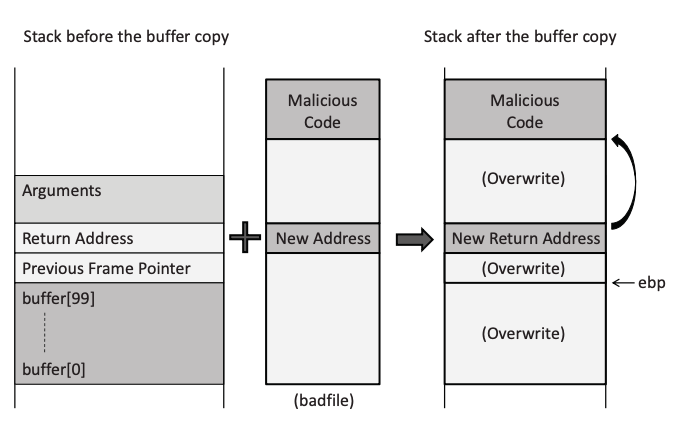 Stack before the buffer copy
Stack after the buffer copy
Arguments
Return Address
Previous Frame Pointer
buffer[99]
buffer[0]
Malicious
Code
New Address
(badfile)
Malicious
Code
(Overwrite)
New Return Address
(Overwrite)
ebp
(Overwrite)